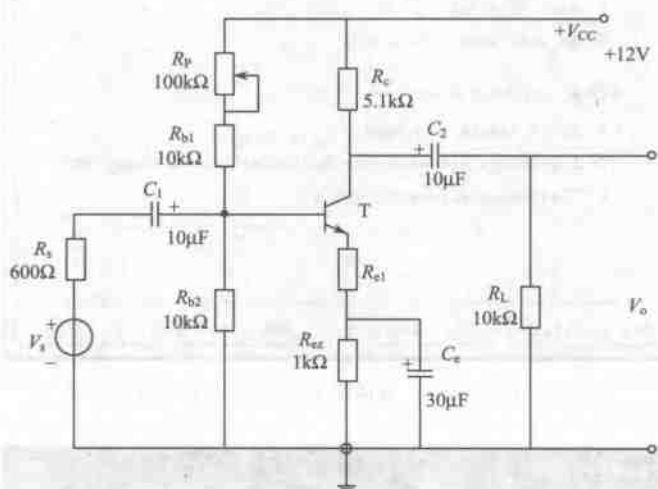 +V_CC
+12V
R_P
100kΩ
R_c
5.1kΩ
R_b1
10kΩ
C_2
+
10μF
C_1
+
10μF
T
R_s
600Ω
R_e1
R_b2
10kΩ
R_L
10kΩ
V_o
+
V_s
−
R_e2
1kΩ
+
C_e
30μF